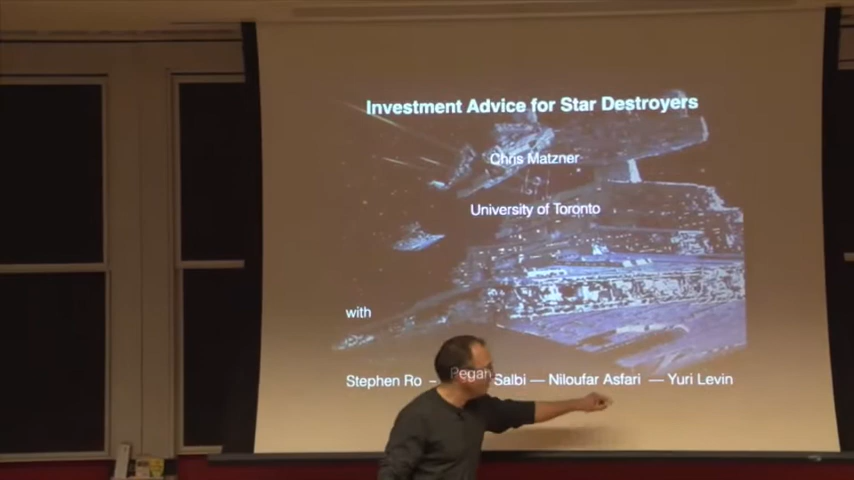 Investment Advice for Star Destroyers
Chris Matzner
University of Toronto
with
Stephen Ro — Pegah Salbi — Niloufar Asfari — Yuri Levin